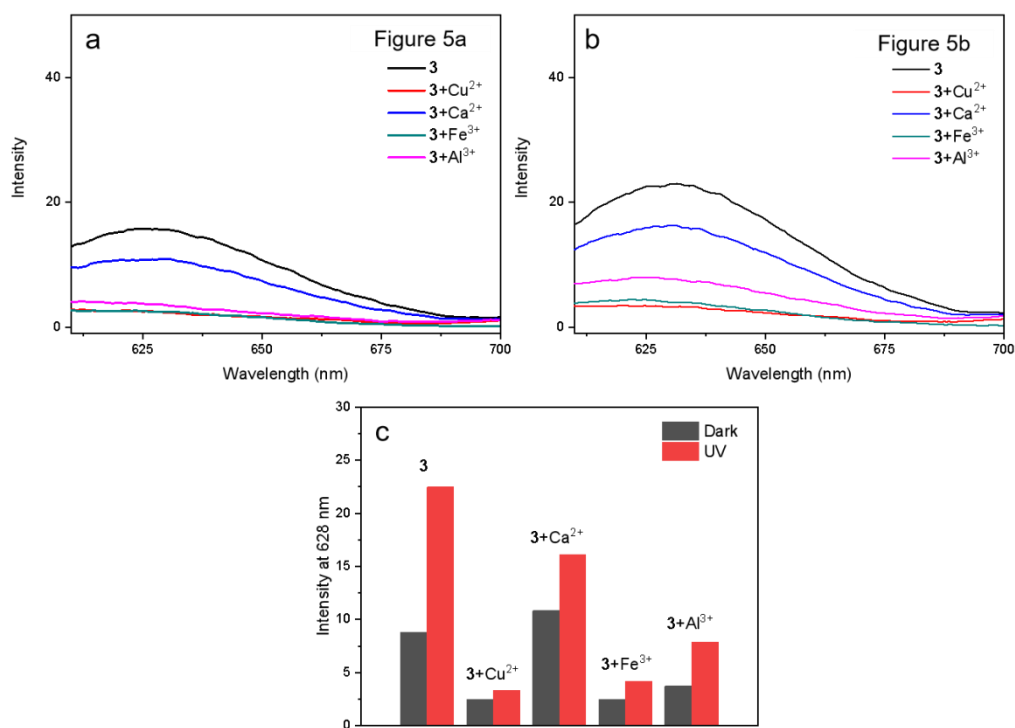 a
Figure 5a
3
3+Cu²⁺
3+Ca²⁺
3+Fe³⁺
3+Al³⁺
40
20
0
Intensity
625
650
675
700
Wavelength (nm)
b
Figure 5b
3
3+Cu²⁺
3+Ca²⁺
3+Fe³⁺
3+Al³⁺
40
20
0
Intensity
625
650
675
700
Wavelength (nm)
c
Dark
UV
30
25
20
15
10
5
0
Intensity at 628 nm
3
3+Cu²⁺
3+Ca²⁺
3+Fe³⁺
3+Al³⁺